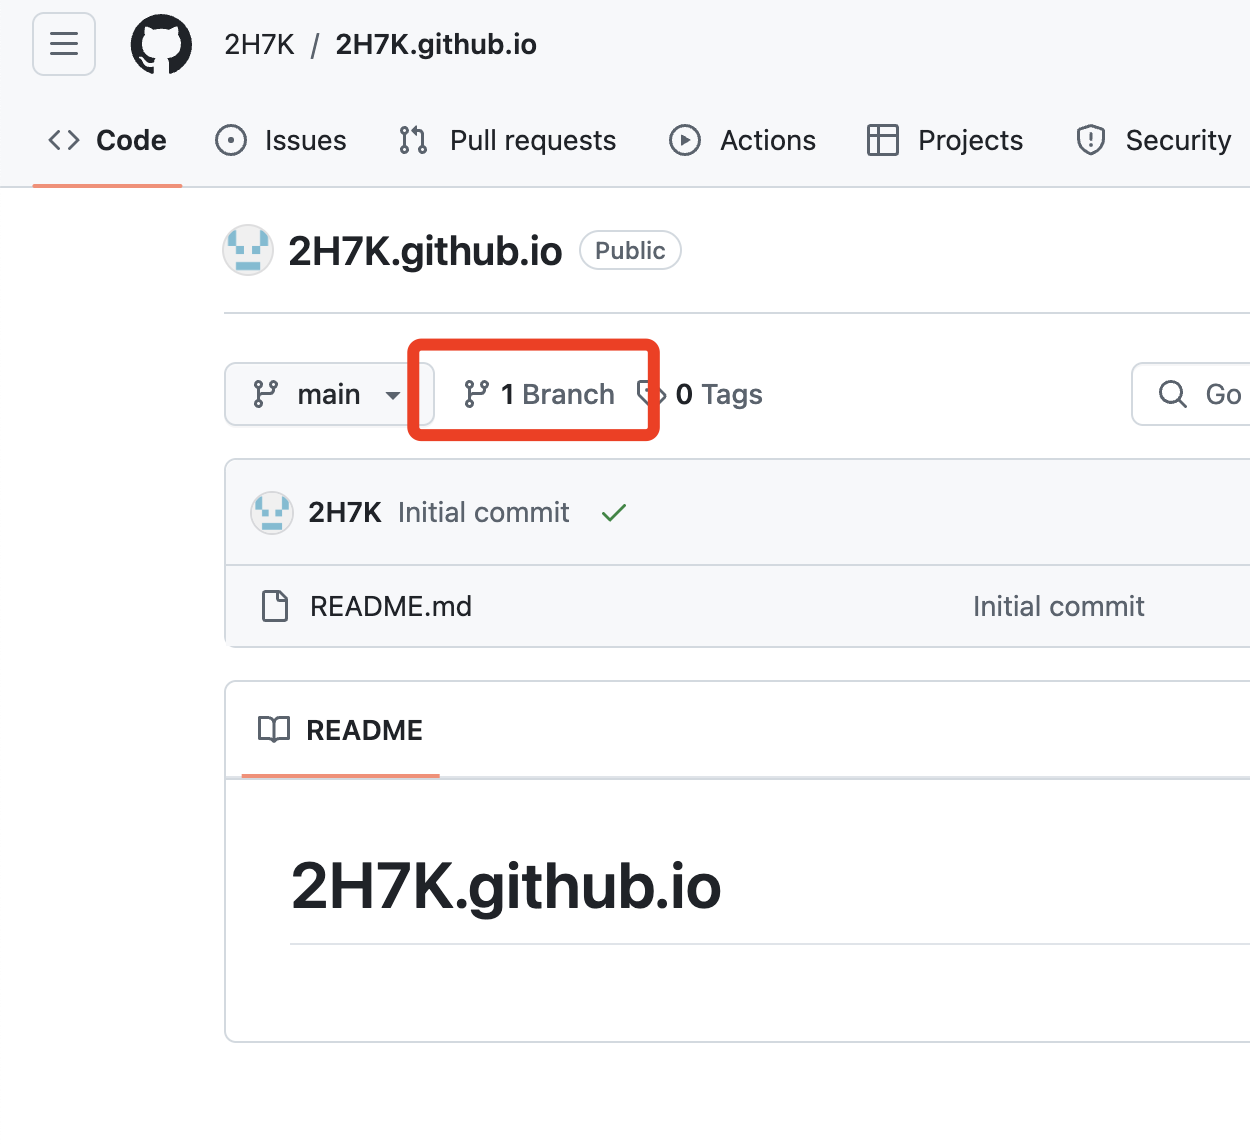 2H7K / 2H7K.github.io
Code Issues Pull requests Actions Projects Security
2H7K.github.io Public
main 1 Branch 0 Tags Go
2H7K Initial commit
README.md Initial commit
README
2H7K.github.io